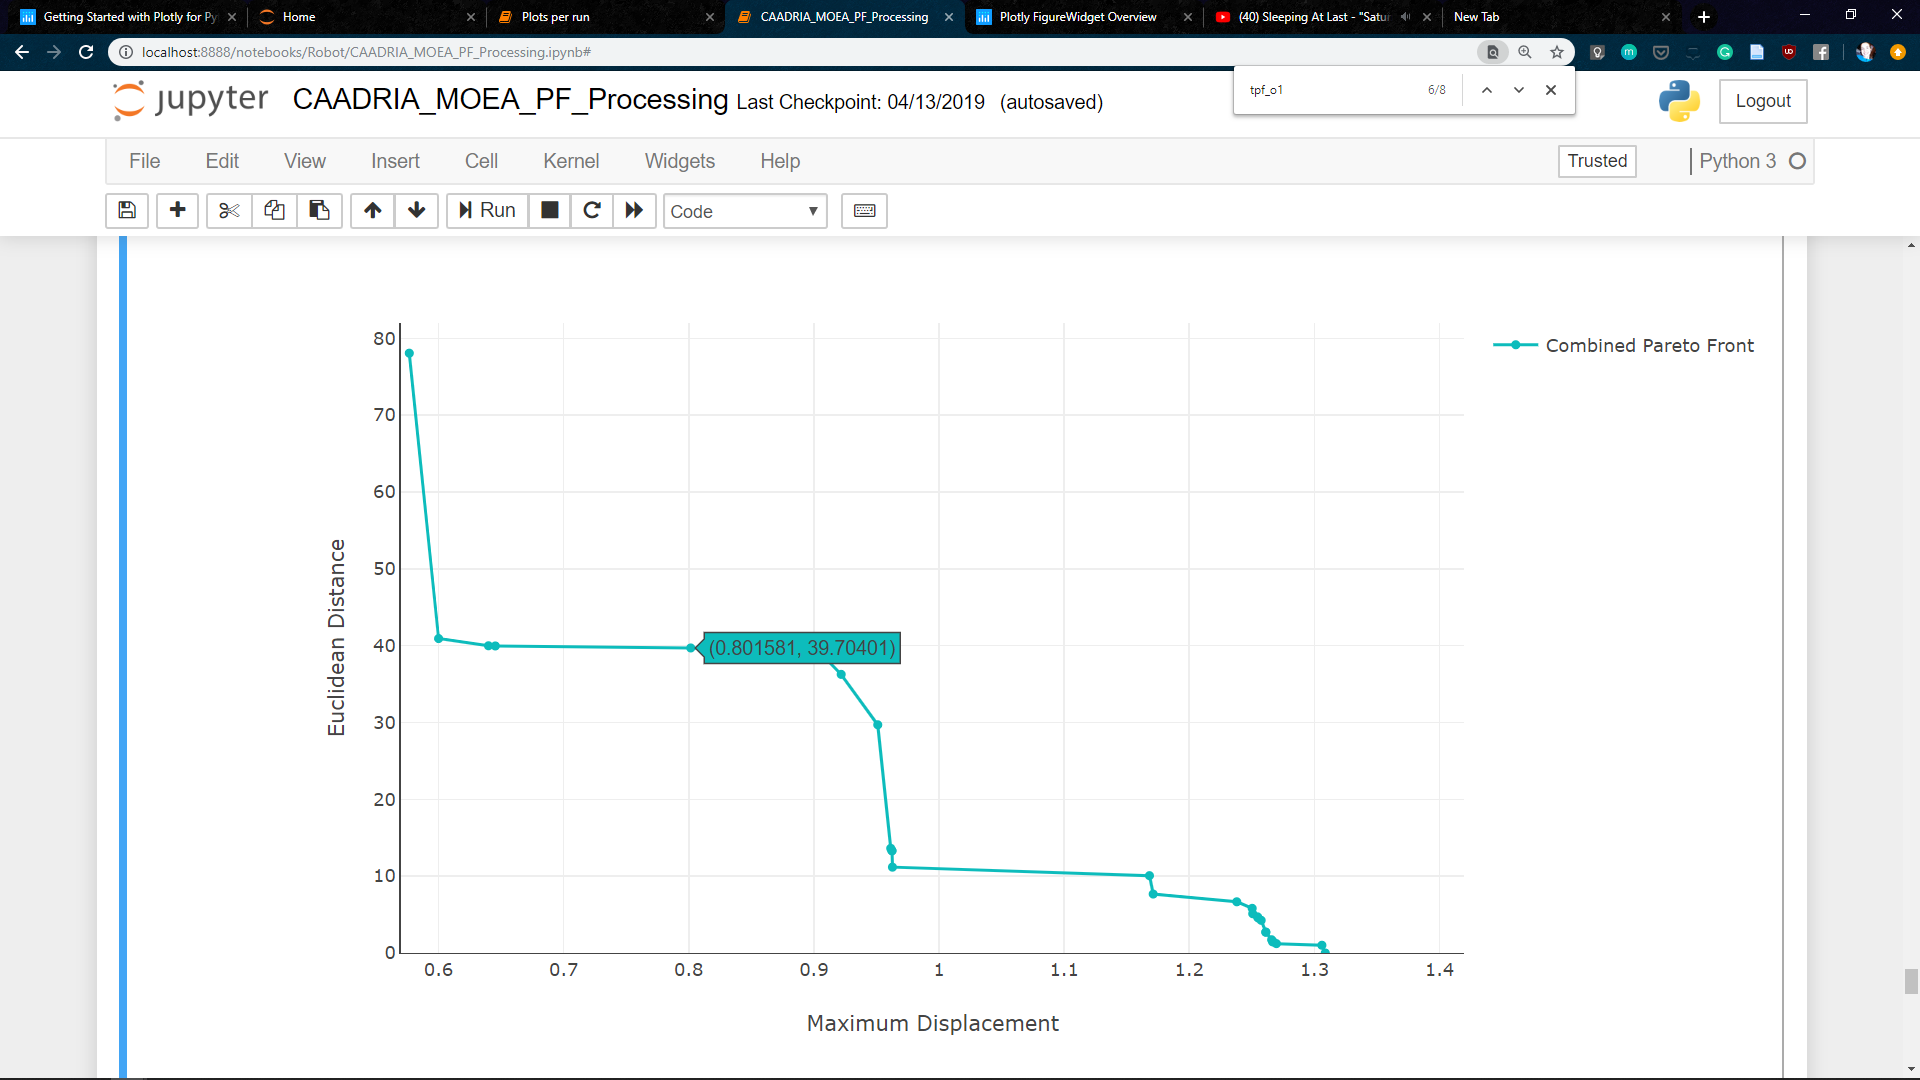 Getting Started with Plotly for Py
Home
Plots per run
CAADRIA_MOEA_PF_Processing
Plotly FigureWidget Overview
(40) Sleeping At Last - "Satur
New Tab
localhost:8888/notebooks/Robot/CAADRIA_MOEA_PF_Processing.ipynb#
tpf_o1 6/8
jupyter CAADRIA_MOEA_PF_Processing Last Checkpoint: 04/13/2019 (autosaved)
Logout
File Edit View Insert Cell Kernel Widgets Help
Trusted
Python 3
Run
Code
80
70
60
50
40
30
20
10
0
Euclidean Distance
(0.801581, 39.70401)
Combined Pareto Front
0.6 0.7 0.8 0.9 1 1.1 1.2 1.3 1.4
Maximum Displacement